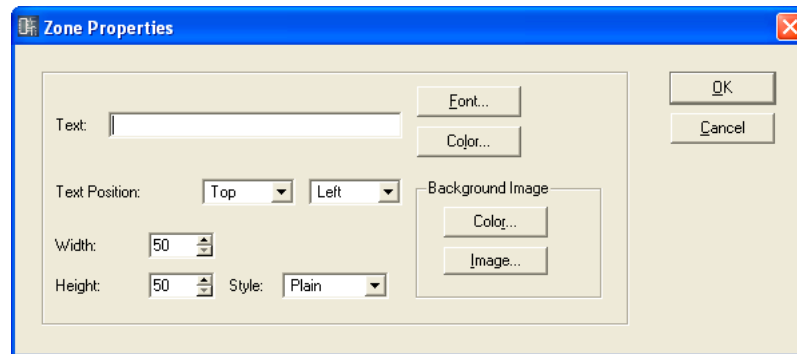 Zone Properties
Text:
Font...
Color...
OK
Cancel
Text Position: Top Left
Background Image
Color...
Image...
Width: 50
Height: 50 Style: Plain